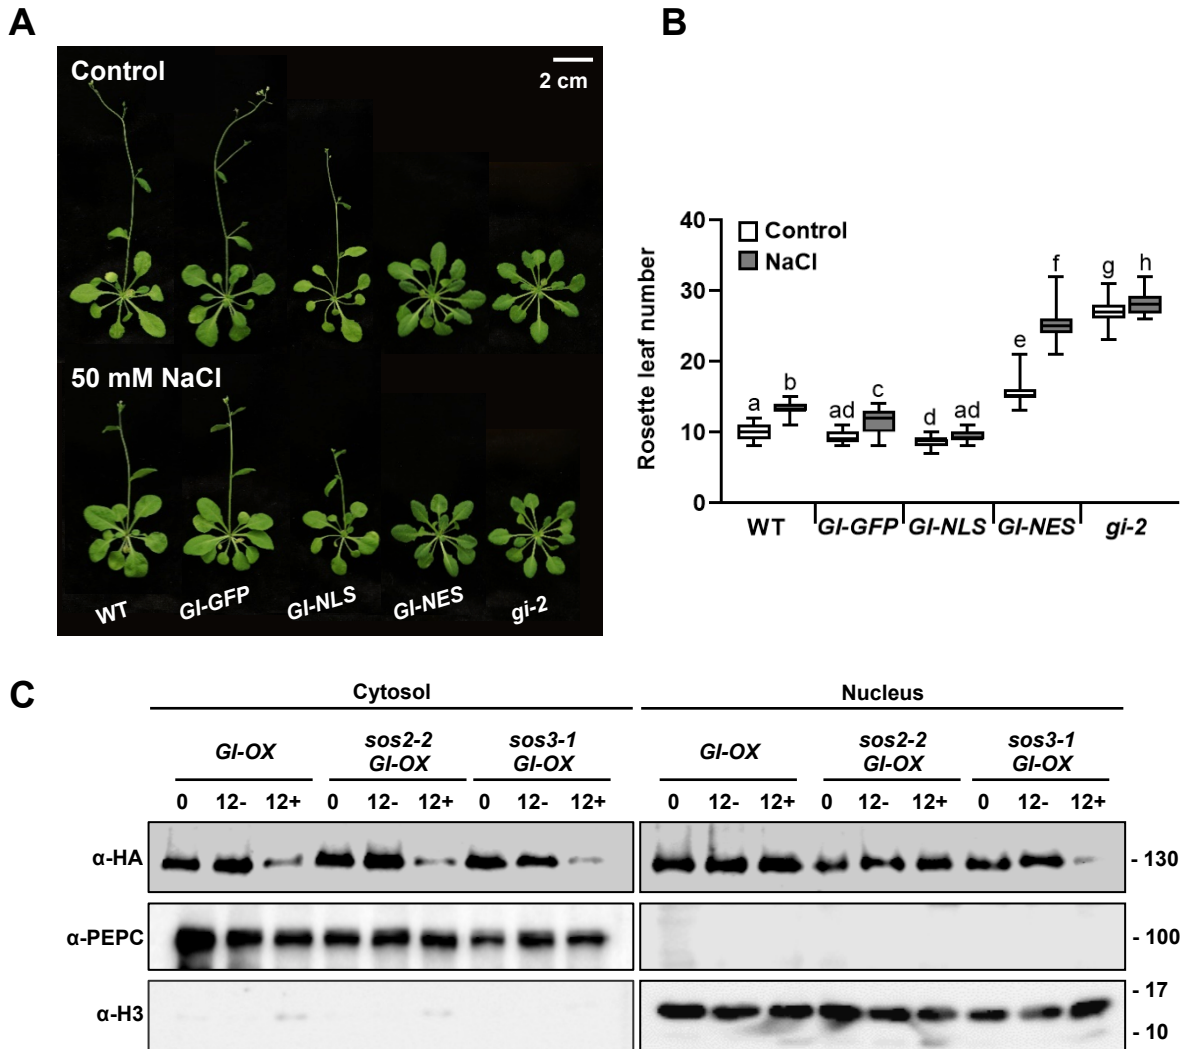 A
Control
2 cm
50 mM NaCl
WT
GI-GFP
GI-NLS
GI-NES
gi-2
B
40
30
20
10
0
Rosette leaf number
Control
NaCl
a
b
ad
c
d
ad
e
f
g
h
WT
GI-GFP
GI-NLS
GI-NES
gi-2
C
Cytosol
Nucleus
GI-OX
sos2-2
GI-OX
sos3-1
GI-OX
GI-OX
sos2-2
GI-OX
sos3-1
GI-OX
0 12- 12+ 0 12- 12+ 0 12- 12+
0 12- 12+ 0 12- 12+ 0 12- 12+
α-HA
- 130
α-PEPC
- 100
α-H3
- 17
- 10